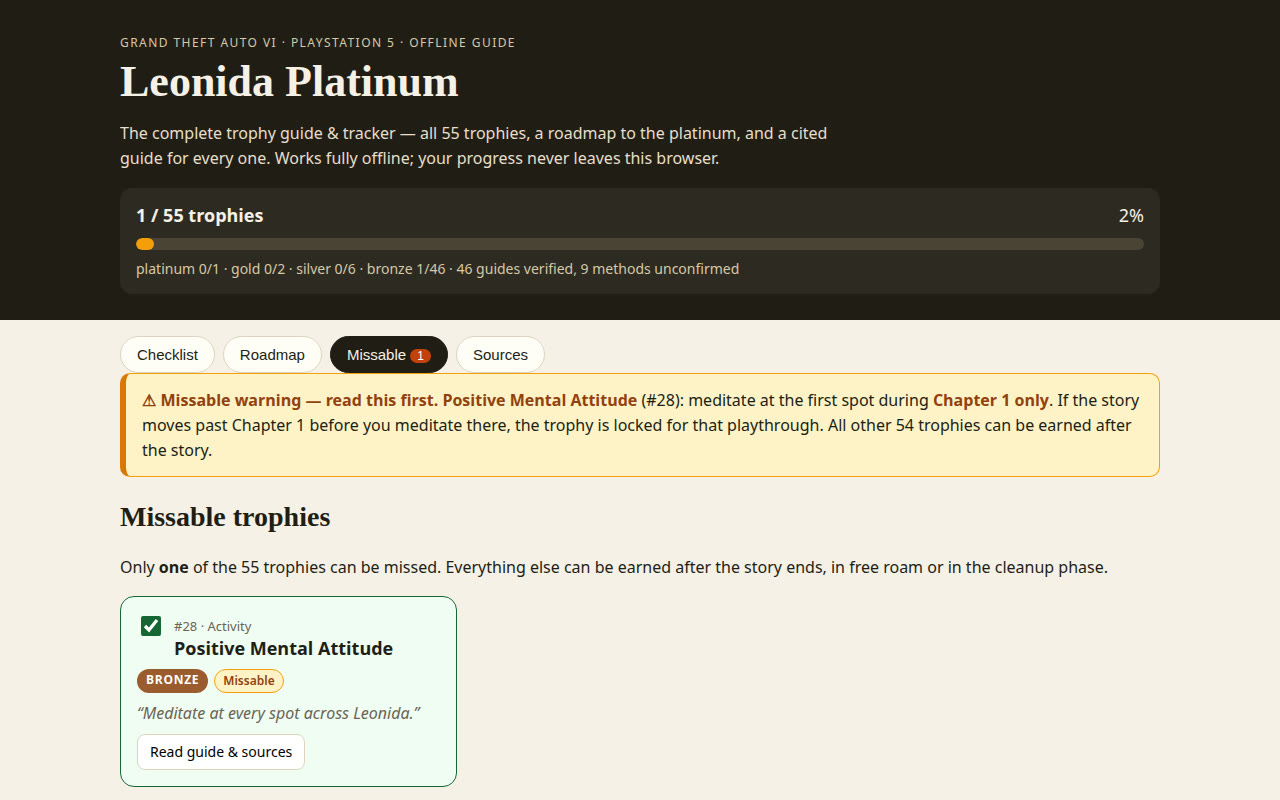 GRAND THEFT AUTO VI · PLAYSTATION 5 · OFFLINE GUIDE
Leonida Platinum
The complete trophy guide & tracker — all 55 trophies, a roadmap to the platinum, and a cited
guide for every one. Works fully offline; your progress never leaves this browser.
1 / 55 trophies 2%
platinum 0/1 · gold 0/2 · silver 0/6 · bronze 1/46 · 46 guides verified, 9 methods unconfirmed
Checklist Roadmap Missable 1 Sources
⚠ Missable warning — read this first. Positive Mental Attitude (#28): meditate at the first spot during Chapter 1 only. If the story
moves past Chapter 1 before you meditate there, the trophy is locked for that playthrough. All other 54 trophies can be earned after
the story.
Missable trophies
Only one of the 55 trophies can be missed. Everything else can be earned after the story ends, in free roam or in the cleanup phase.
#28 · Activity
Positive Mental Attitude
BRONZE Missable
“Meditate at every spot across Leonida.”
Read guide & sources